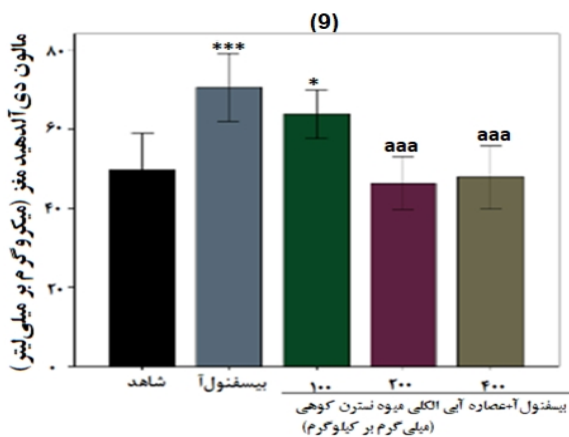 (9)
مالون دی‌آلدهید مغز (میکروگرم بر میلی‌لیتر)
۸۰
۶۰
۴۰
۲۰
۰
***
*
aaa
aaa
شاهد
بیسفنول‌آ
۱۰۰
۲۰۰
۴۰۰
بیسفنول‌آ+عصاره آبی الکلی میوه نسترن کوهی
(میلی‌گرم بر کیلوگرم)